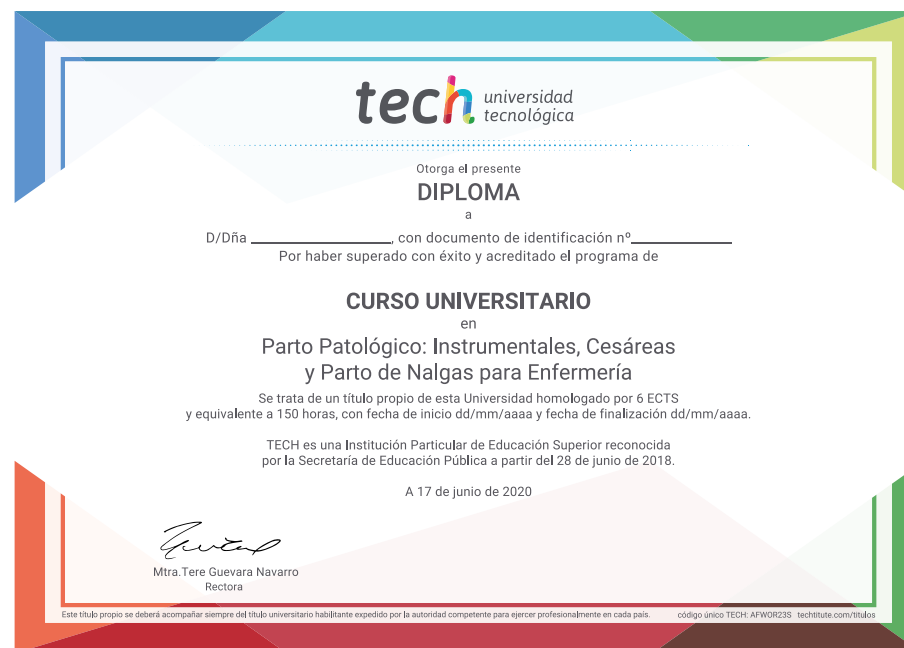 tech universidad
tecnológica
Otorga el presente
DIPLOMA
a
D/Dña ____________________, con documento de identificación nº______________
Por haber superado con éxito y acreditado el programa de
CURSO UNIVERSITARIO
en
Parto Patológico: Instrumentales, Cesáreas
y Parto de Nalgas para Enfermería
Se trata de un título propio de esta Universidad homologado por 6 ECTS
y equivalente a 150 horas, con fecha de inicio dd/mm/aaaa y fecha de finalización dd/mm/aaaa.
TECH es una Institución Particular de Educación Superior reconocida
por la Secretaría de Educación Pública a partir del 28 de junio de 2018.
A 17 de junio de 2020
Mtra.Tere Guevara Navarro
Rectora
Este título propio se deberá acompañar siempre del título universitario habilitante expedido por la autoridad competente para ejercer profesionalmente en cada país. código único TECH: AFWOR23S techtitute.com/titulos